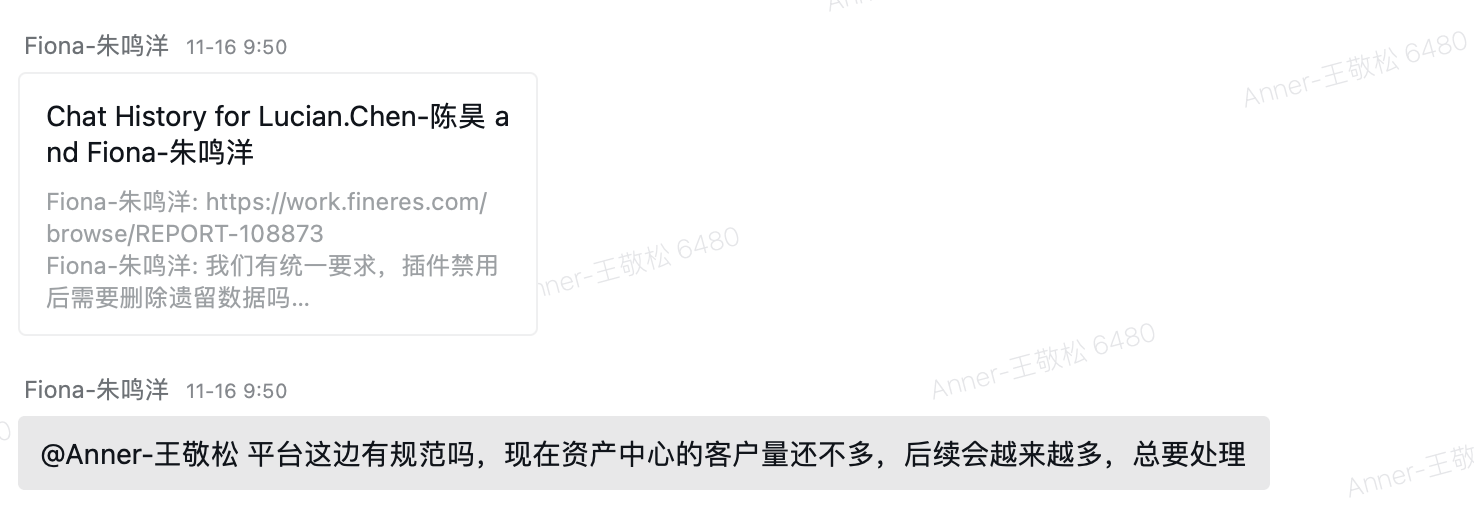 Fiona-朱鸣洋 11-16 9:50
Anner-王敬松 6480
Chat History for Lucian.Chen-陈昊 a
nd Fiona-朱鸣洋
Fiona-朱鸣洋: https://work.fineres.com/
browse/REPORT-108873
Fiona-朱鸣洋: 我们有统一要求，插件禁用
后需要删除遗留数据吗...
nner-王敬松 6480
Anner-王敬松 6480
Fiona-朱鸣洋 11-16 9:50
@Anner-王敬松 平台这边有规范吗，现在资产中心的客户量还不多，后续会越来越多，总要处理
Anner-王敬